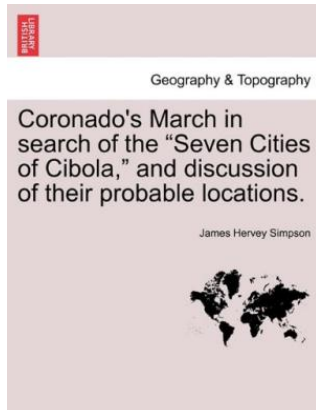 BRITISH
LIBRARY
Geography & Topography
Coronado's March in
search of the “Seven Cities
of Cibola,” and discussion
of their probable locations.
James Hervey Simpson